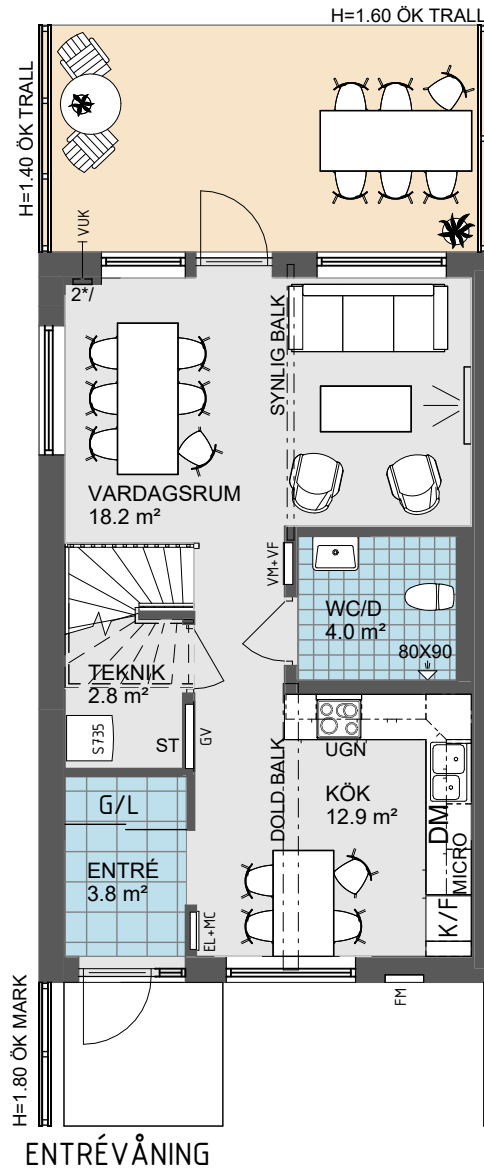 H=1.60 ÖK TRALL
H=1.40 ÖK TRALL
VUK
2*/
SYNLIG BALK
VARDAGSRUM
18.2 m²
VM+VF
WC/D
4.0 m²
80X90
TEKNIK
2.8 m²
S735
ST
GV
UGN
DOLD BALK
KÖK
12.9 m²
DM
MICRO
K/F
G/L
ENTRÉ
3.8 m²
EL+MC
FM
H=1.80 ÖK MARK
ENTRÉVÅNING